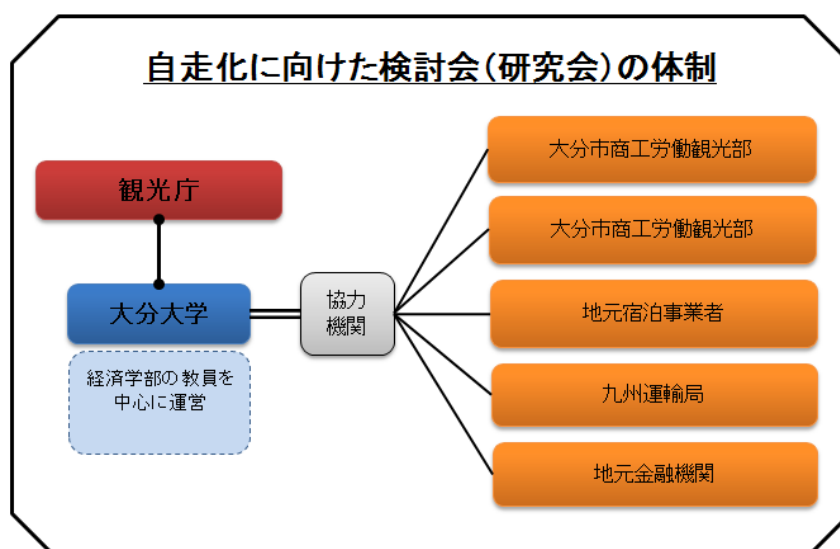 自走化に向けた検討会（研究会）の体制
観光庁
大分大学
経済学部の教員を
中心に運営
協力
機関
大分市商工労働観光部
大分市商工労働観光部
地元宿泊事業者
九州運輸局
地元金融機関